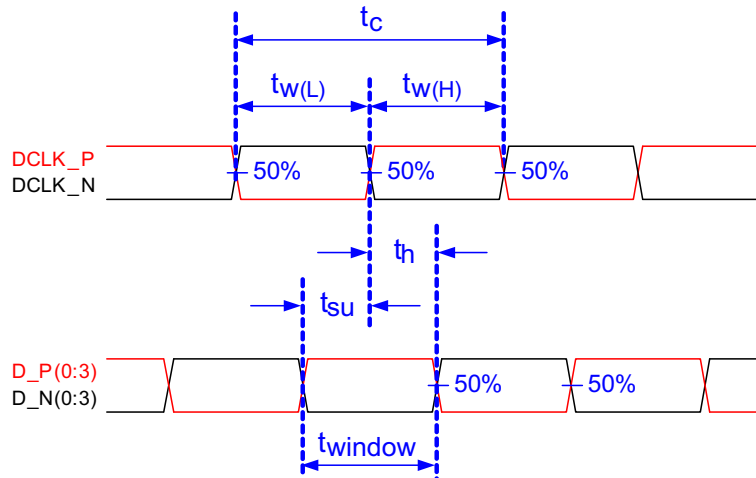 tc
tw(L) tw(H)
DCLK_P
DCLK_N
50% 50% 50%
th
tsu
D_P(0:3)
D_N(0:3)
50% 50%
twindow